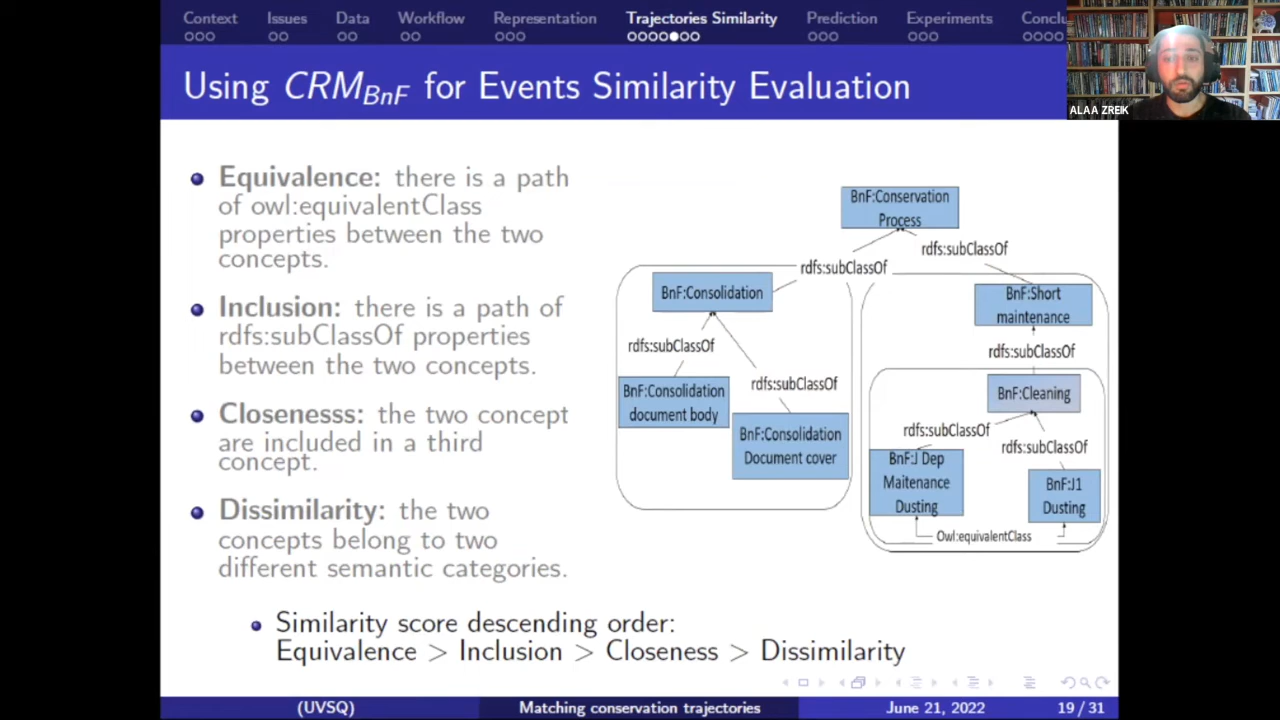 Context Issues Data Workflow Representation Trajectories Similarity Prediction Experiments Conclu
Using CRM_BnF for Events Similarity Evaluation
ALAA ZREIK
Equivalence: there is a path
of owl:equivalentClass
properties between the two
concepts.
Inclusion: there is a path of
rdfs:subClassOf properties
between the two concepts.
Closenesss: the two concept
are included in a third
concept.
Dissimilarity: the two
concepts belong to two
different semantic categories.
BnF:Conservation
Process
rdfs:subClassOf
rdfs:subClassOf
BnF:Consolidation
BnF:Short
maintenance
rdfs:subClassOf
rdfs:subClassOf
rdfs:subClassOf
BnF:Consolidation
document body
BnF:Cleaning
BnF:Consolidation
Document cover
rdfs:subClassOf
rdfs:subClassOf
BnF:J Dep
Maitenance
Dusting
BnF:J1
Dusting
Owl:equivalentClass
Similarity score descending order:
Equivalence > Inclusion > Closeness > Dissimilarity
(UVSQ) Matching conservation trajectories June 21, 2022 19 / 31